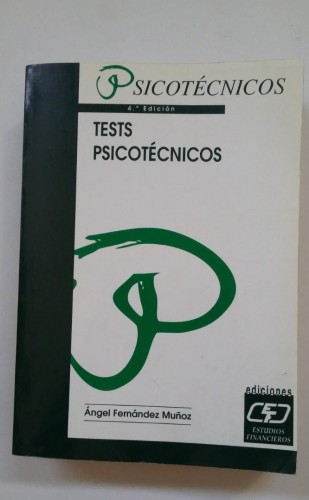 PSICOTÉCNICOS
4.ª Edición
TESTS
PSICOTÉCNICOS
Ángel Fernández Muñoz
ediciones
CEF
ESTUDIOS
FINANCIEROS